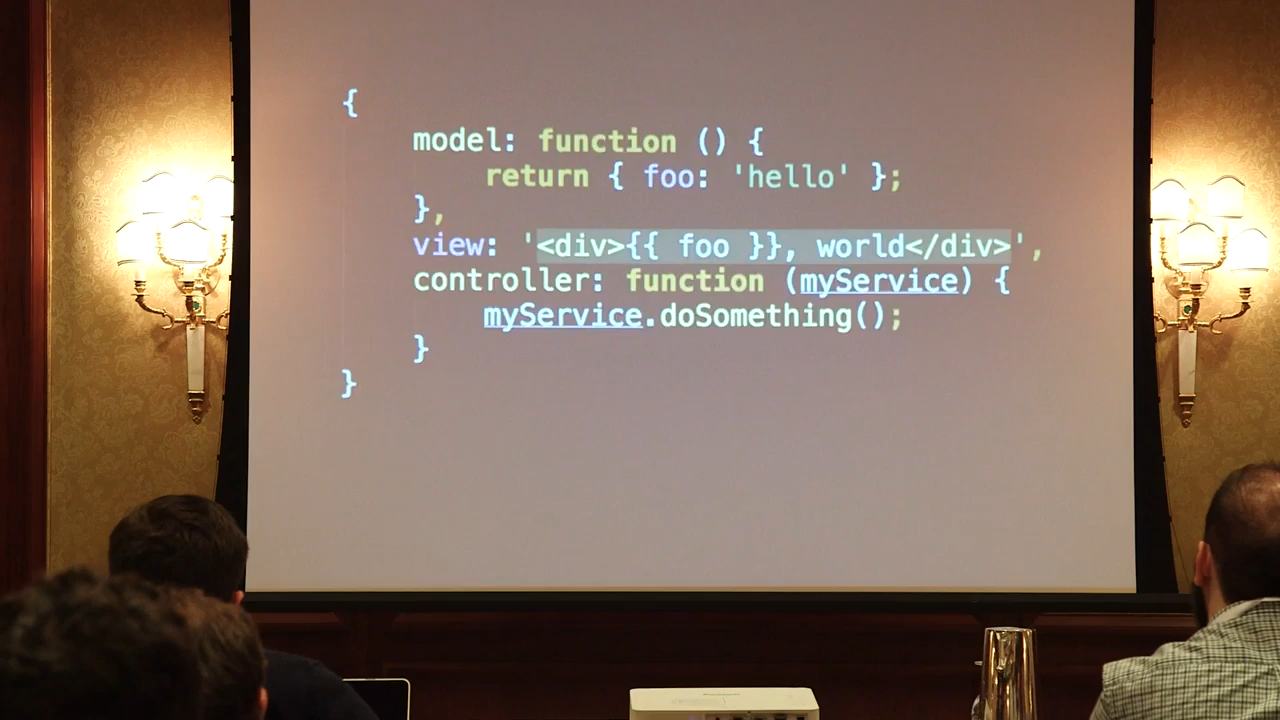 {
model: function () {
return { foo: 'hello' };
},
view: '<div>{{ foo }}, world</div>',
controller: function (myService) {
myService.doSomething();
}
}